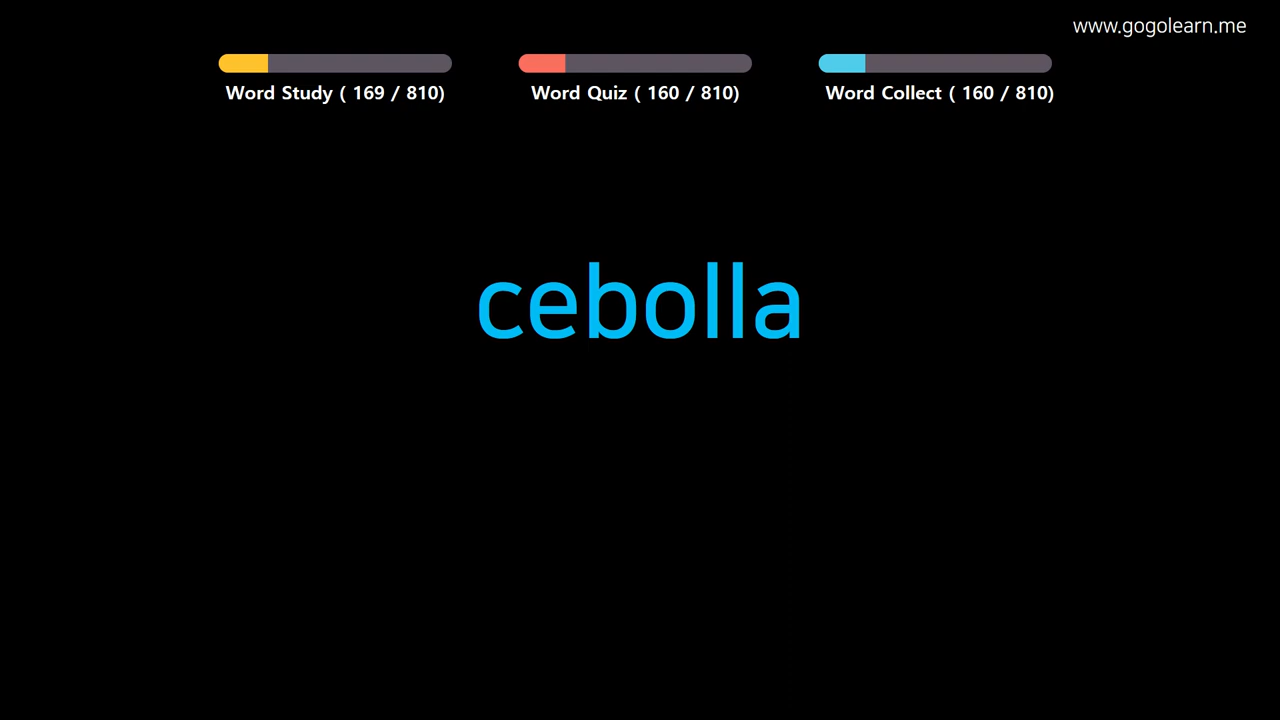 www.gogolearn.me
Word Study ( 169 / 810)
Word Quiz ( 160 / 810)
Word Collect ( 160 / 810)
cebolla